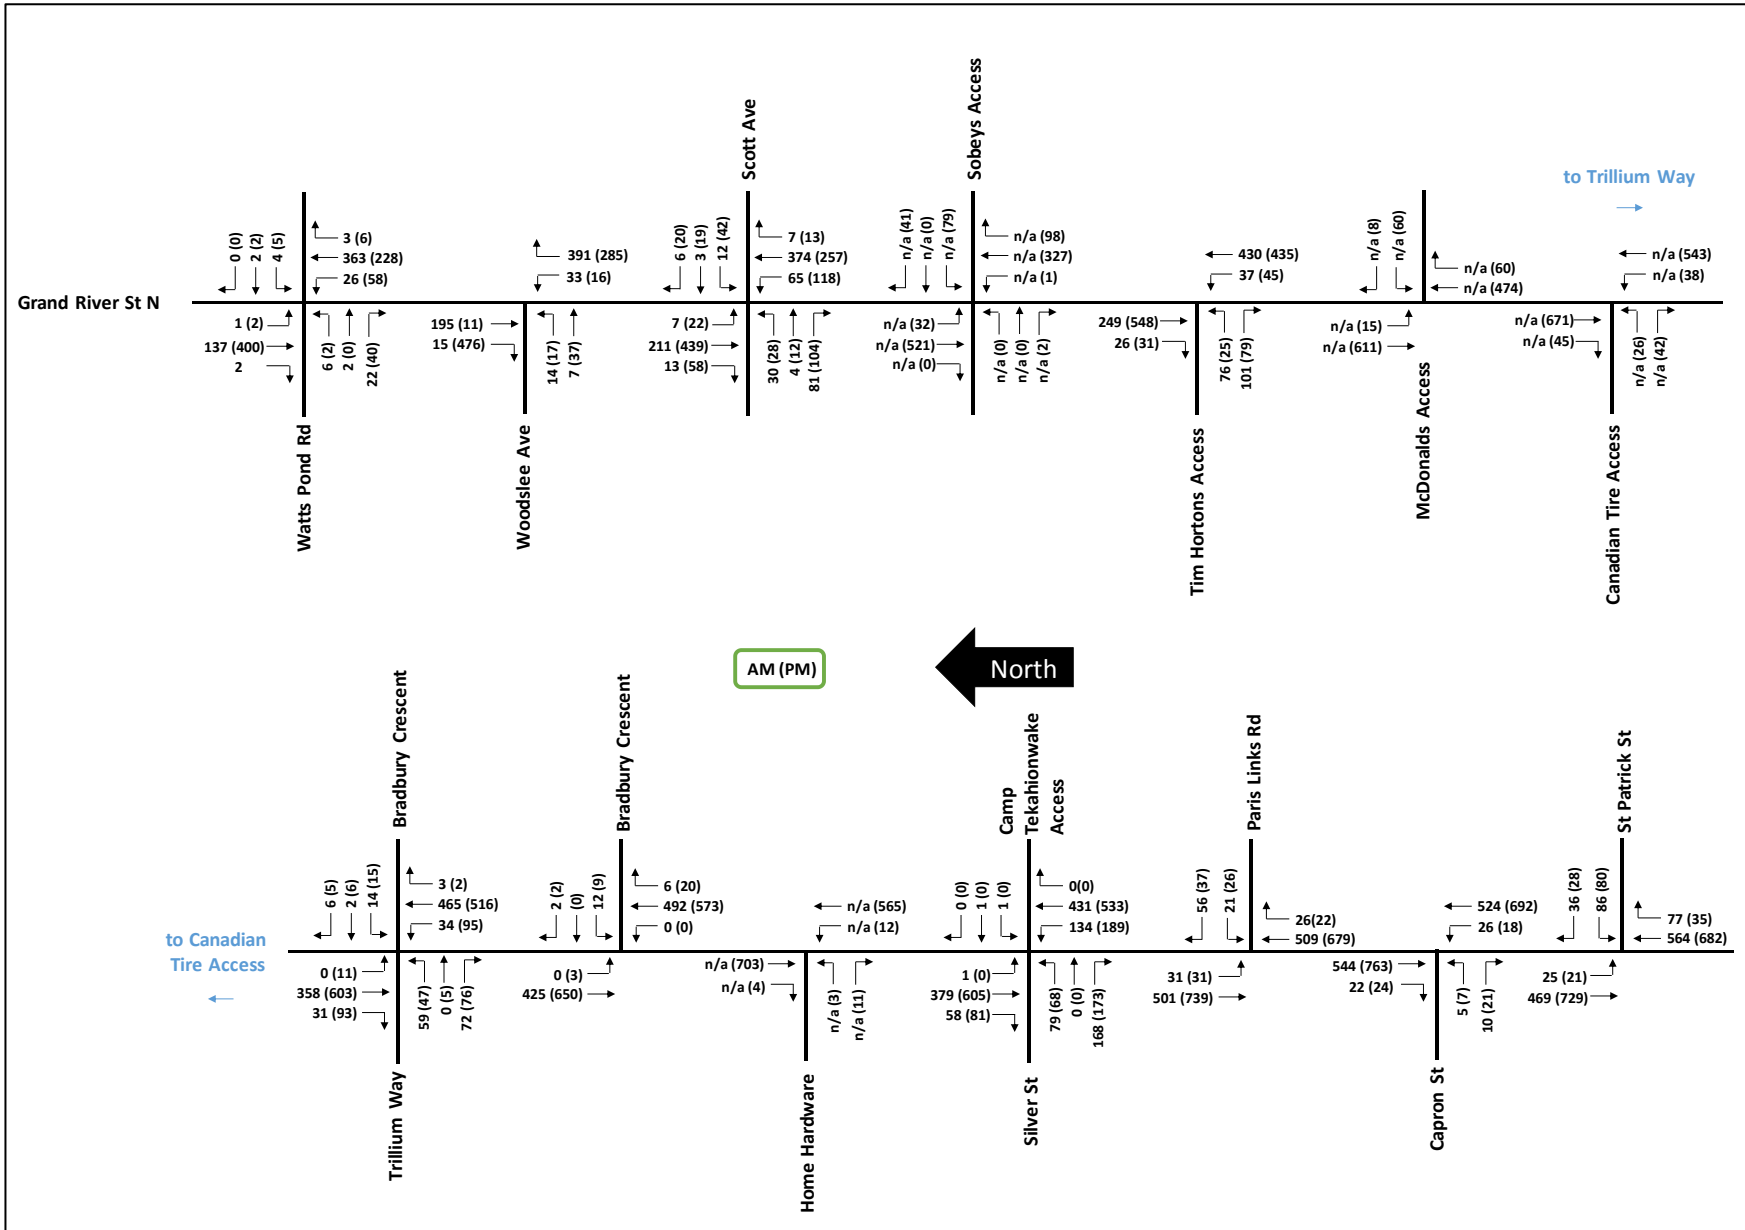 Scott Ave
Sobeys Access
to Trillium Way
0 (0)
2 (2)
4 (5)
3 (6)
363 (228)
26 (58)
391 (285)
33 (16)
6 (20)
3 (19)
12 (42)
7 (13)
374 (257)
65 (118)
n/a (41)
n/a (0)
n/a (79)
n/a (98)
n/a (327)
n/a (1)
430 (435)
37 (45)
n/a (8)
n/a (60)
n/a (60)
n/a (474)
n/a (543)
n/a (38)
Grand River St N
1 (2)
137 (400)
2
6 (2)
2 (0)
22 (40)
195 (11)
15 (476)
14 (17)
7 (37)
7 (22)
211 (439)
13 (58)
30 (28)
4 (12)
81 (104)
n/a (32)
n/a (521)
n/a (0)
n/a (0)
n/a (0)
n/a (2)
249 (548)
26 (31)
76 (25)
101 (79)
n/a (15)
n/a (611)
n/a (671)
n/a (45)
n/a (26)
n/a (42)
Watts Pond Rd
Woodslee Ave
Tim Hortons Access
McDonalds Access
Canadian Tire Access
AM (PM)
North
Bradbury Crescent
Bradbury Crescent
Camp
Tekahionwake
Access
Paris Links Rd
St Patrick St
6 (5)
2 (6)
14 (15)
3 (2)
465 (516)
34 (95)
2 (2)
(0)
12 (9)
6 (20)
492 (573)
0 (0)
n/a (565)
n/a (12)
0 (0)
1 (0)
1 (0)
0(0)
431 (533)
134 (189)
56 (37)
21 (26)
26(22)
509 (679)
524 (692)
26 (18)
36 (28)
86 (80)
77 (35)
564 (682)
to Canadian
Tire Access
0 (11)
358 (603)
31 (93)
59 (47)
0 (5)
72 (76)
0 (3)
425 (650)
n/a (703)
n/a (4)
n/a (3)
n/a (11)
1 (0)
379 (605)
58 (81)
79 (68)
0 (0)
168 (173)
31 (31)
501 (739)
544 (763)
22 (24)
5 (7)
10 (21)
25 (21)
469 (729)
Trillium Way
Home Hardware
Silver St
Capron St